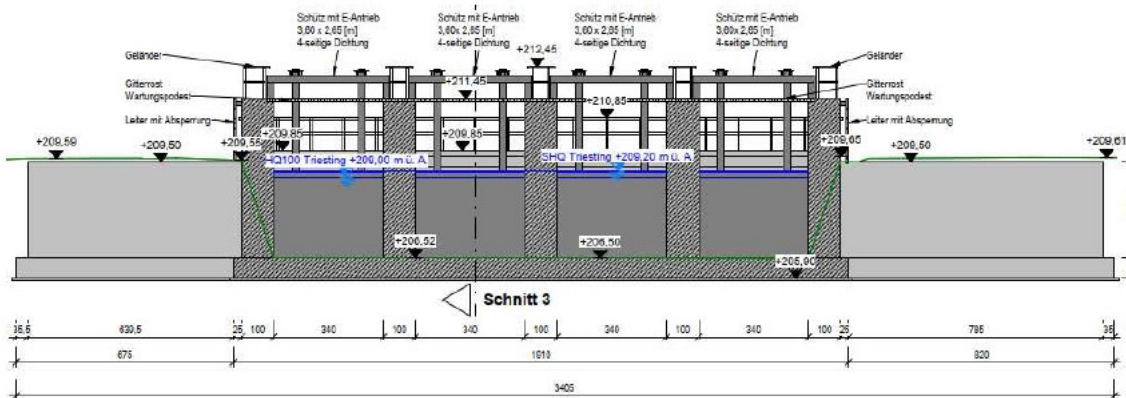 Schütz mit E-Antrieb
3,60 x 2,65 [m]
4-seitige Dichtung
Schütz mit E-Antrieb
3,60 x 2,65 [m]
4-seitige Dichtung
Schütz mit E-Antrieb
3,60x 2,65 [m]
4-seitige Dichtung
Schütz mit E-Antrieb
3,60x 2,65 [m]
4-seitige Dichtung
+212,45
Geländer
Geländer
+211,45
Gitterrost
Wartungspodest
+210,85
Gitterrost
Wartungspodest
Leiter mit Absperrung
Leiter mit Absperrung
+209,59
+209,50
+209,55
+209,85
+209,85
+209,65
+209,50
+209,61
HQ100 Triesting +209,00 m ü. A.
SHQ Triesting +209,20 m ü. A.
+206,52
+206,50
+205,90
Schnitt 3
35,5 639,5 25 100 340 100 340 100 340 100 340 100 25 785 35
675 1910 820
3405